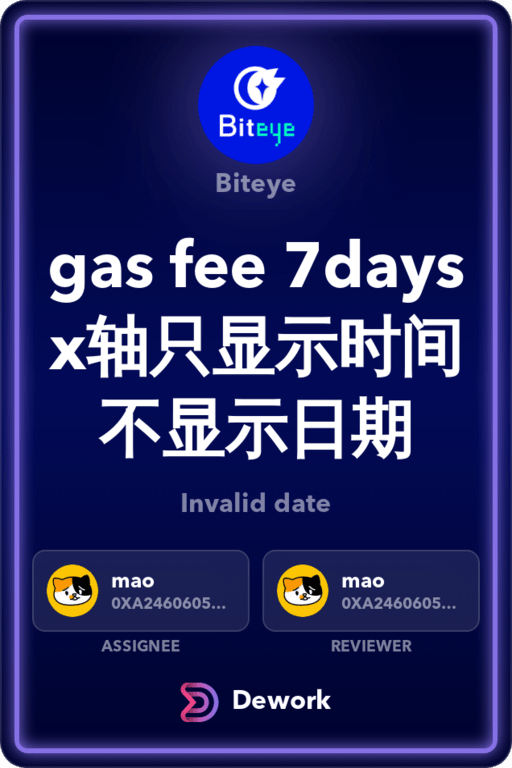 Biteye
Biteye
gas fee 7days
x轴只显示时间
不显示日期
Invalid date
mao
0XA2460605...
mao
0XA2460605...
ASSIGNEE
REVIEWER
Dework